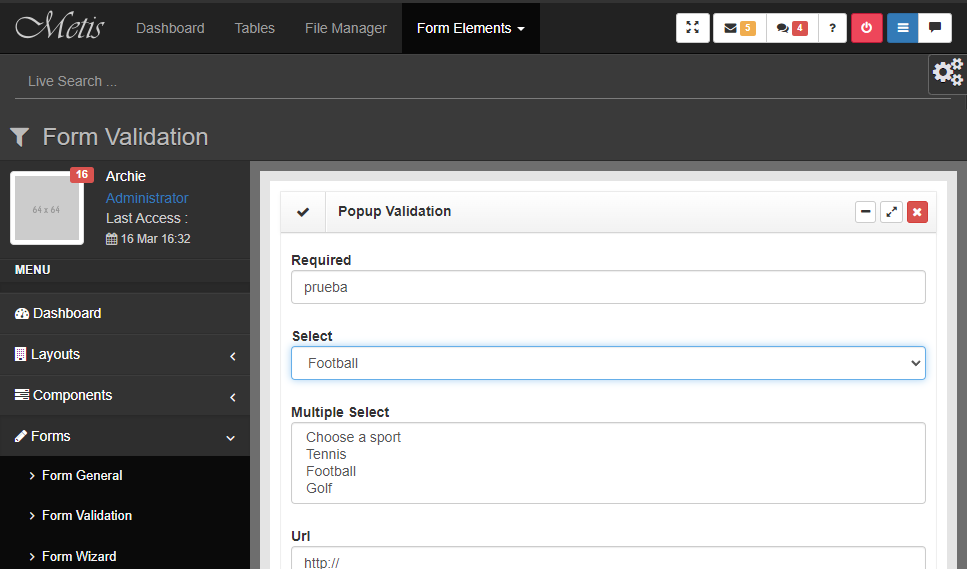 Metis Dashboard Tables File Manager Form Elements 5 4 ?
Live Search ...
Form Validation
16
64 x 64
Archie
Administrator
Last Access :
16 Mar 16:32
MENU
Dashboard
Layouts
Components
Forms
Form General
Form Validation
Form Wizard
Popup Validation
Required
prueba
Select
Football
Multiple Select
Choose a sport
Tennis
Football
Golf
Url
http://